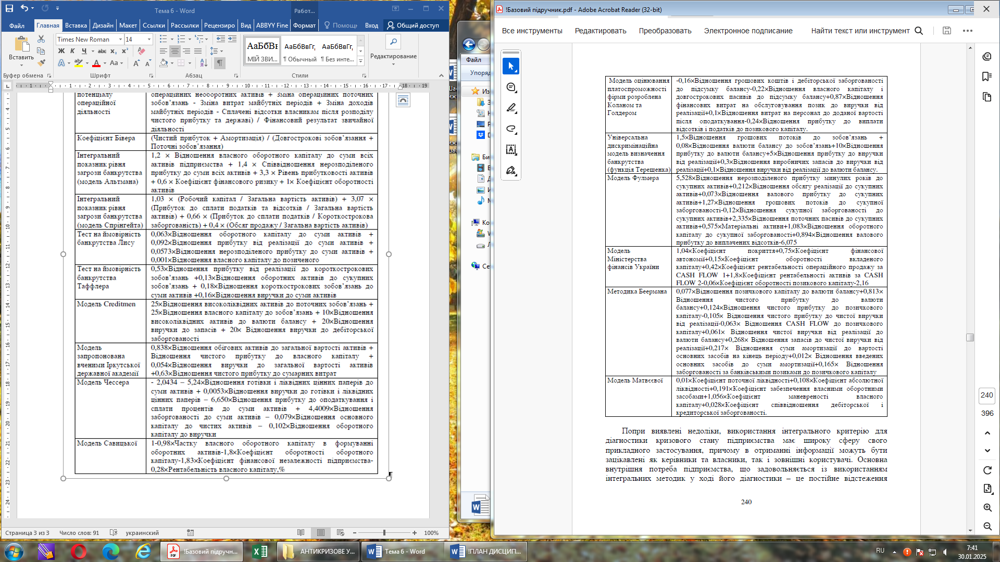 Тема 6 - Word
Работ...
Файл
Главная
Вставка
Дизайн
Макет
Ссылки
Рассылки
Рецензиро
Вид
ABBYY Fine
Формат
Помощь
Вход
Общий доступ
Вставить
Times New Roman
14
Ж К Ч abc x₂ x²
Aa
АаБбВв МІЙ ЗВИ...
АаБбВвГг, ¶ Обычный
АаБбВвГг, ¶ Без инте...
Редактирование
Буфер обмена
Шрифт
Абзац
Стили
потенціалу
операційної
діяльності
операційних необоротних активів + Зміна операційних поточних
зобов’язань - Зміна витрат майбутніх періодів + Зміна доходів
майбутніх періодів - Сплачені відсотки власникам після розподілу
чистого прибутку та державі) / Фінансовий результат звичайної
діяльності
Коефіцієнт Бівера
(Чистий прибуток + Амортизація) / (Довгострокові зобов’язання +
Поточні зобов’язання)
Інтегральний
показник рівня
загрози банкрутства
(модель Альтмана)
1,2 × Відношення власного оборотного капіталу до суми всіх
активів підприємства + 1,4 × Співвідношення нерозподіленого
прибутку до суми всіх активів + 3,3 × Рівень прибутковості активів
+ 0,6 × Коефіцієнт фінансового ризику + 1× Коефіцієнт оборотності
активів
Інтегральний
показник рівня
загрози банкрутства
(модель Спрінгейта)
1,03 × (Робочий капітал / Загальна вартість активів) + 3,07 ×
(Прибуток до сплати податків та відсотків / Загальна вартість
активів) + 0,66 × (Прибуток до сплати податків / Короткострокова
заборгованість) + 0,4 × (Обсяг продажу / Загальна вартість активів)
Тест на ймовірність
банкрутства Лису
0,063×Відношення оборотного капіталу до суми активів +
0,092×Відношення прибутку від реалізації до суми активів +
0,0573×Відношення нерозподіленого прибутку до суми активів +
0,001×Відношення власного капіталу до позиченого
Тест на ймовірність
банкрутства
Таффлера
0,53×Відношення прибутку від реалізації до короткострокових
зобов’язань +0,13×Відношення оборотних активів до сукупних
зобов’язань + 0,18×Відношення короткострокових зобов’язань до
суми активів +0,16×Відношення виручки до суми активів
Модель Creditmen
25×Відношення високоліквідних активів до поточних зобов’язань +
25×Відношення власного капіталу до зобов’язань + 10×Відношення
високоліквідних активів до валюти балансу + 20×Відношення
виручки до запасів + 20× Відношення виручки до дебіторської
заборгованості
Модель
запропонована
вченими Іркутської
державної академії
0,838×Відношення обігових активів до загальної вартості активів +
Відношення чистого прибутку до власного капіталу +
0,054×Відношення виручки до загальної вартості активів
+0,63×Відношення чистого прибутку до сумарних витрат
Модель Чессера
- 2,0434 – 5,24×Відношення готівки і ліквідних цінних паперів до
суми активів + 0,0053×Відношення виручки до готівки і ліквідних
цінних паперів – 6,650×Відношення прибутку до оподаткування і
сплати процентів до суми активів + 4,4009×Відношення
заборгованості до суми активів – 0,079×Відношення основного
капіталу до чистих активів – 0,102×Відношення оборотного
капіталу до виручки
Модель Савицької
1-0,98×Частку власного оборотного капіталу в формуванні
оборотних активів-1,8×Коефіцієнт оборотності оборотного
капіталу-1,83×Коефіцієнт фінансової незалежності підприємства-
0,28×Рентабельність власного капіталу,%
Страница 3 из 3
Число слов: 91
украинский
100%
Файл
Упоряд
!Базовий підручник.pdf - Adobe Acrobat Reader (32-bit)
Все инструменты
Редактировать
Преобразовать
Электронное подписание
Найти текст или инструмент
Модель оцінювання
платоспроможності
фірми розроблена
Коланом та
Голдером
-0,16×Відношення грошових коштів і дебіторської заборгованості
до підсумку балансу-0,22×Відношення власного капіталу і
довгострокових пасивів до підсумку балансу+0,87×Відношення
фінансових витрат на обслуговування позик до виручки від
реалізації+0,1×Відношення витрат на персонал до доданої вартості
після оподаткування-0,24×Відношення прибутку до виплати
відсотків і податків до позикового капіталу.
Універсальна
дискримінаційна
модель визначення
банкрутства
(функція Терещенка)
1,5×Відношення грошових потоків до зобов’язань +
0,08×Відношення валюти балансу до зобов’язань+10×Відношення
прибутку до валюти балансу+5×Відношення прибутку до виручки
від реалізації+0,3×Відношення виробничих запасів до виручки від
реалізації+0,1×Відношення виручки від реалізації до валюти балансу.
Модель Фулмера
5,528×Відношення нерозподіленого прибутку минулих років до
сукупних активів+0,212×Відношення обсягу реалізації до сукупних
активів+0,073×Відношення валового прибутку до сукупних
активів+1,27×Відношення грошових потоків до сукупної
заборгованості-0,12×Відношення сукупної заборгованості до
сукупних активів+2,335×Відношення поточних пасивів до сукупних
активів+0,575×Матеріальні активи+1,083×Відношення оборотного
капіталу до сукупної заборгованості+0,894×Відношення валового
прибутку до виплачених відсотків-6,075
Модель
Міністерства
фінансів України
1,04×Коефіцієнт покриття+0,75×Коефіцієнт фінансової
автономії+0,15×Коефіцієнт оборотності вкладеного
капіталу+0,42×Коефіцієнт рентабельності операційного продажу за
CASH FLOW 1+1,8×Коефіцієнт рентабельності активів за CASH
FLOW 2-0,06×Коефіцієнт оборотності позикового капіталу-2,16
Методика Беермана
0,077×Відношення позичкового капіталу до валюти балансу+0,813×
Відношення чистого прибутку до валюти
балансу+0,124×Відношення чистого прибутку до позичкового
капіталу-0,105× Відношення чистого прибутку до чистої виручки
від реалізації-0,063× Відношення CASH FLOW до позичкового
капіталу+0,061× Відношення чистої виручки від реалізації до
валюти балансу+0,268× Відношення запасів до чистої виручки від
реалізації+0,217× Відношення суми амортизації до вартості
основних засобів на кінець періоду+0,012× Відношення введених
основних засобів до суми амортизації+0,165× Відношення
заборгованості за банківськими позиками до позичкового капіталу
Модель Матвєєвої
0,01×Коефіцієнт поточної ліквідності+0,108×Коефіцієнт абсолютної
ліквідності+0,191×Коефіцієнт забезпечення власними оборотними
засобами+1,056×Коефіцієнт маневреності власного
капіталу+0,028×Коефіцієнт співвідношення дебіторської і
кредиторської заборгованості.
Попри виявлені недоліки, використання інтегрального критерію для
діагностики кризового стану підприємства має широку сферу свого
прикладного застосування, причому в отриманні інформації можуть бути
зацікавлені як керівники та власники, так і зовнішні користувачі. Основна
внутрішня потреба підприємства, що задовольняється із використанням
інтегральних методик у ході його діагностики – це постійне відстеження
240
240
396
!Базовий підручн...
АНТИКРИЗОВЕ У...
Тема 6 - Word
!ПЛАН ДИСЦИП...
RU
7:41
30.01.2025